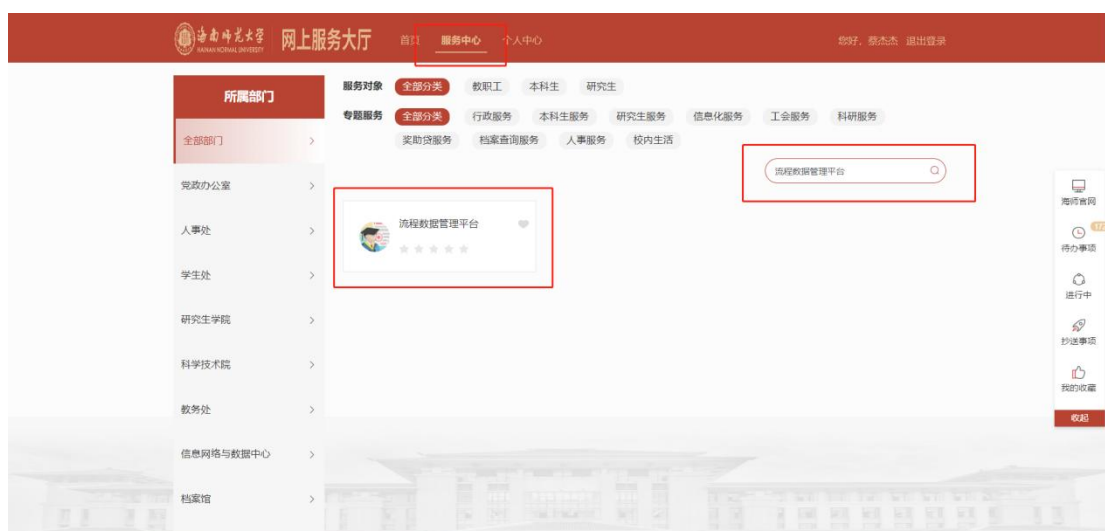 海南师范大学 网上服务大厅 首页 服务中心 个人中心 您好，蔡杰杰 退出登录
HAINAN NORMAL UNIVERSITY
所属部门
服务对象 全部分类 教职工 本科生 研究生
专题服务 全部分类 行政服务 本科生服务 研究生服务 信息化服务 工会服务 科研服务
奖助贷服务 档案查询服务 人事服务 校内生活
全部部门
流程数据管理平台
党政办公室
流程数据管理平台
人事处
学生处
研究生学院
科学技术院
教务处
信息网络与数据中心
档案馆
海师官网
待办事项
进行中
抄送事项
我的收藏
收起